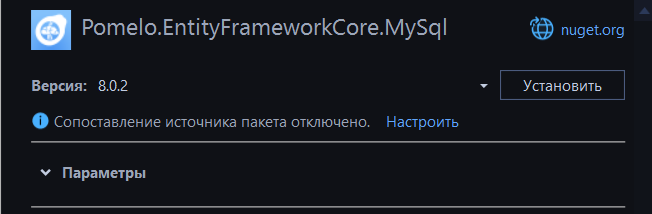 Pomelo.EntityFrameworkCore.MySql
nuget.org
Версия: 8.0.2
Установить
Сопоставление источника пакета отключено. Настроить
Параметры